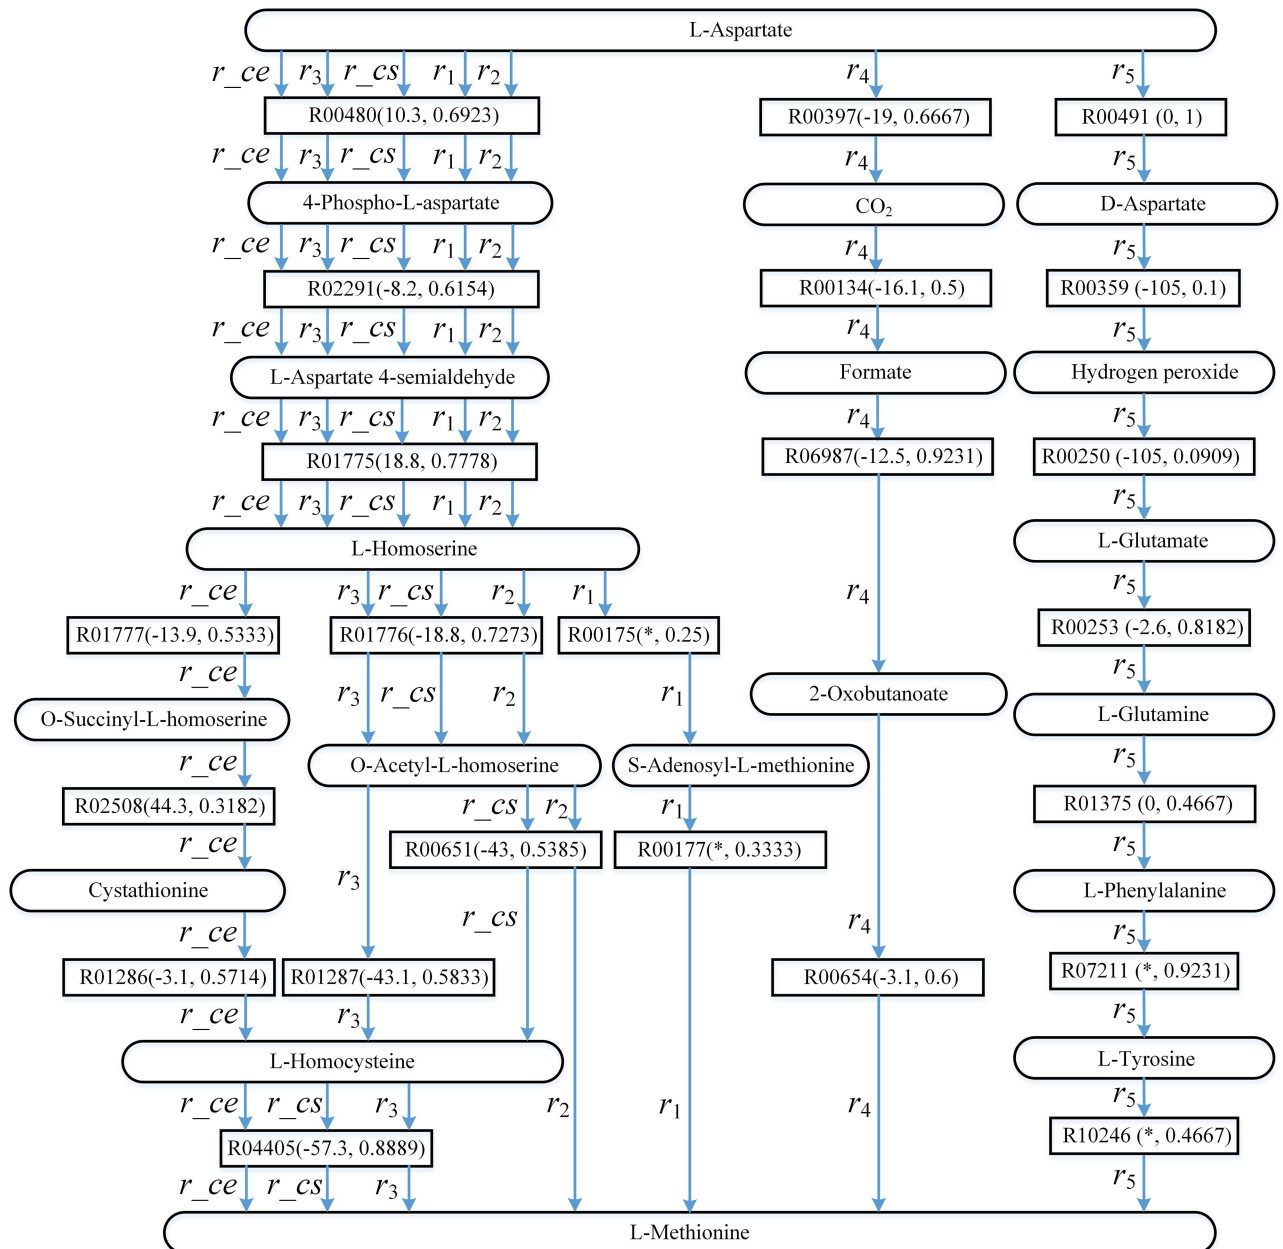 L-Aspartate
r_ce r3 r_cs r1 r2 r4 r5
R00480(10.3, 0.6923) R00397(-19, 0.6667) R00491 (0, 1)
r_ce r3 r_cs r1 r2 r4 r5
4-Phospho-L-aspartate CO₂ D-Aspartate
r_ce r3 r_cs r1 r2 r4 r5
R02291(-8.2, 0.6154) R00134(-16.1, 0.5) R00359 (-105, 0.1)
r_ce r3 r_cs r1 r2 r4 r5
L-Aspartate 4-semialdehyde Formate Hydrogen peroxide
r_ce r3 r_cs r1 r2 r4 r5
R01775(18.8, 0.7778) R06987(-12.5, 0.9231) R00250 (-105, 0.0909)
r_ce r3 r_cs r1 r2 r5
L-Homoserine L-Glutamate
r_ce r3 r_cs r2 r1 r4 r5
R01777(-13.9, 0.5333) R01776(-18.8, 0.7273) R00175(*, 0.25) R00253 (-2.6, 0.8182)
r_ce r3 r_cs r2 r1 r5
O-Succinyl-L-homoserine 2-Oxobutanoate L-Glutamine
r_ce O-Acetyl-L-homoserine S-Adenosyl-L-methionine r5
R02508(44.3, 0.3182) r_cs r2 r1 R01375 (0, 0.4667)
r_ce R00651(-43, 0.5385) R00177(*, 0.3333) r5
Cystathionine r3 L-Phenylalanine
r_ce r_cs r4 r5
R01286(-3.1, 0.5714) R01287(-43.1, 0.5833) R00654(-3.1, 0.6) R07211 (*, 0.9231)
r_ce r3 r5
L-Homocysteine L-Tyrosine
r_ce r_cs r3 r2 r1 r4 r5
R04405(-57.3, 0.8889) R10246 (*, 0.4667)
r_ce r_cs r3 r5
L-Methionine